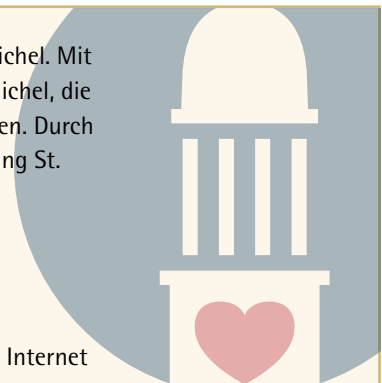 ichel. Mit
ichel, die
en. Durch
ng St.
Internet